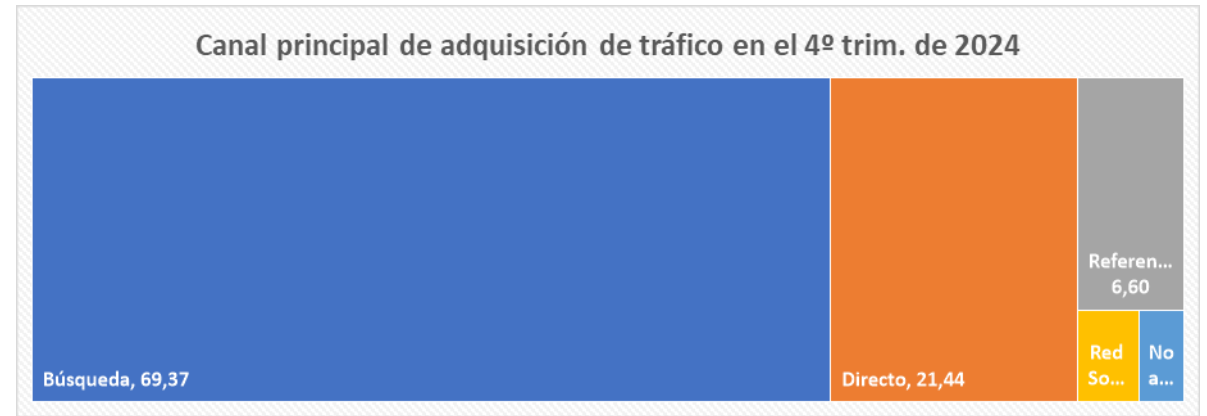 Canal principal de adquisición de tráfico en el 4º trim. de 2024
Búsqueda, 69,37
Directo, 21,44
Referen...
6,60
Red
So...
No
a...